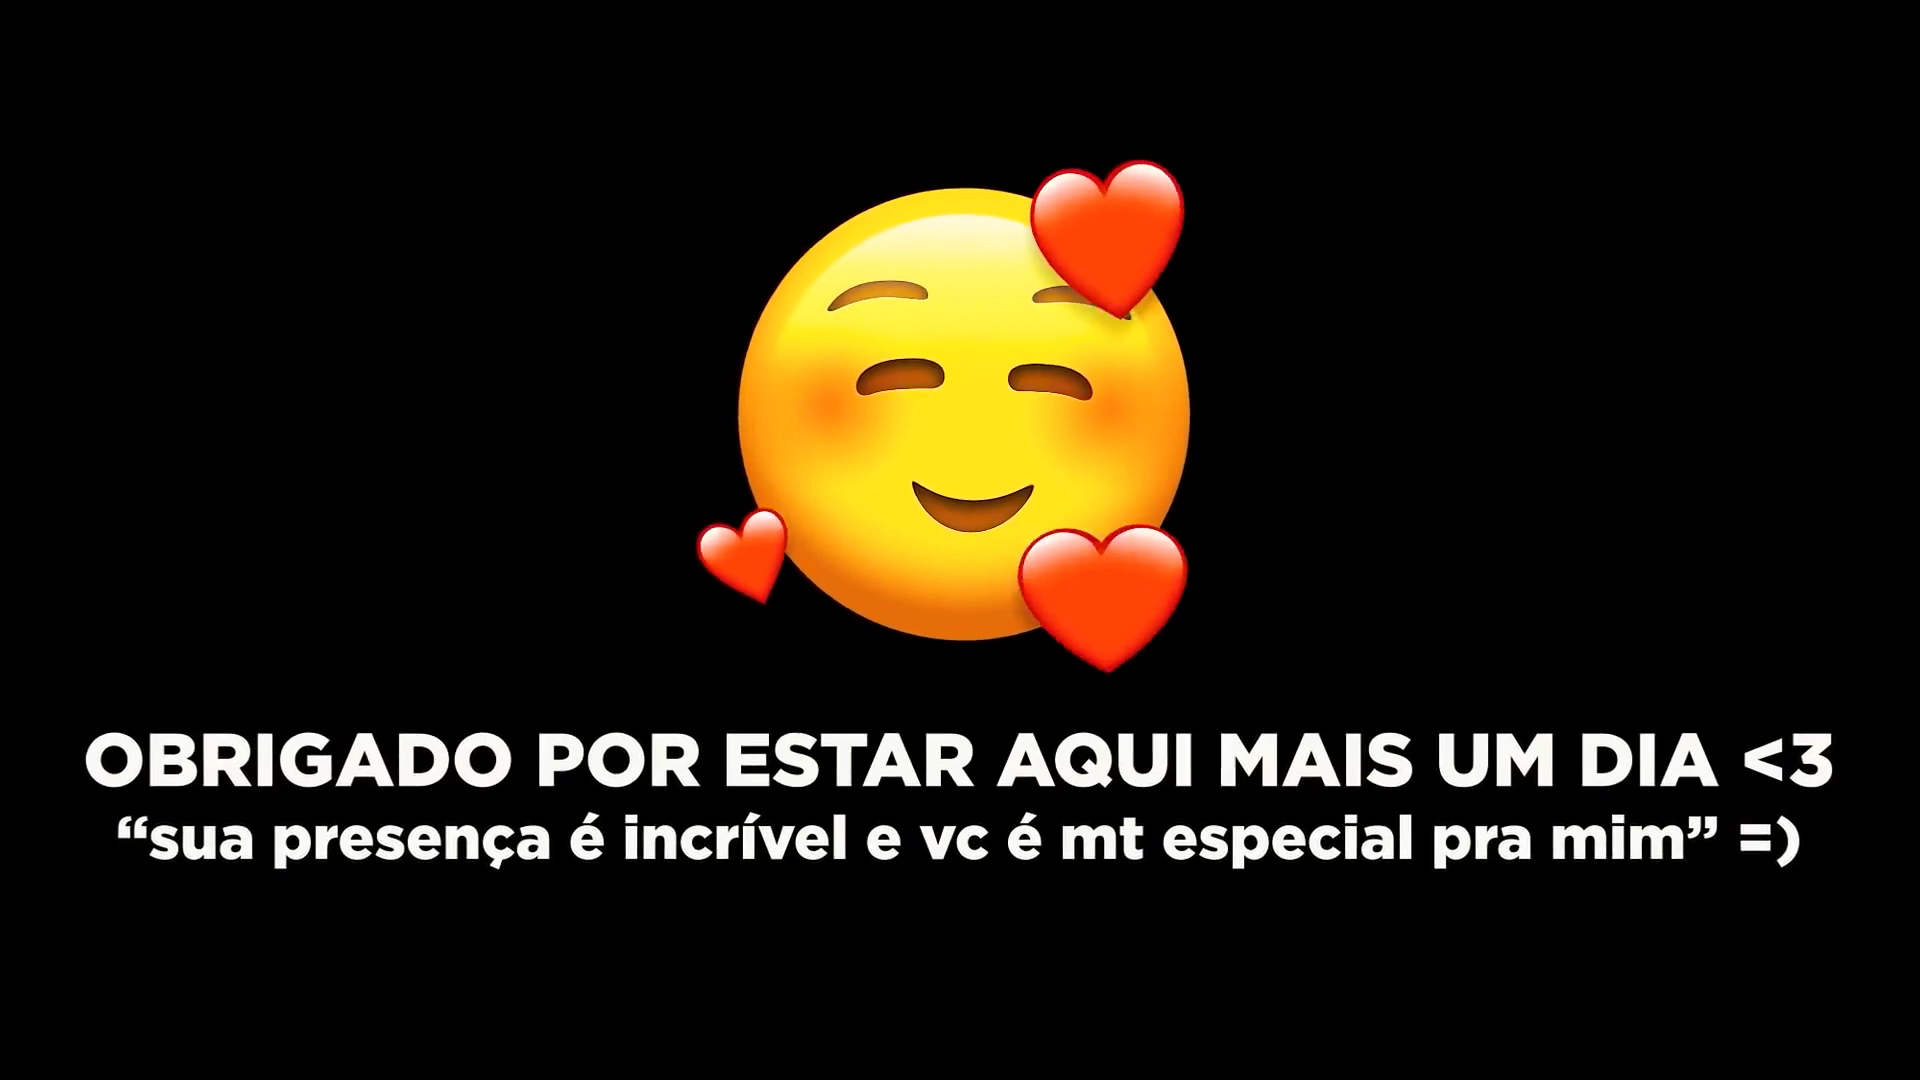 OBRIGADO POR ESTAR AQUI MAIS UM DIA <3
“sua presença é incrível e vc é mt especial pra mim” =)